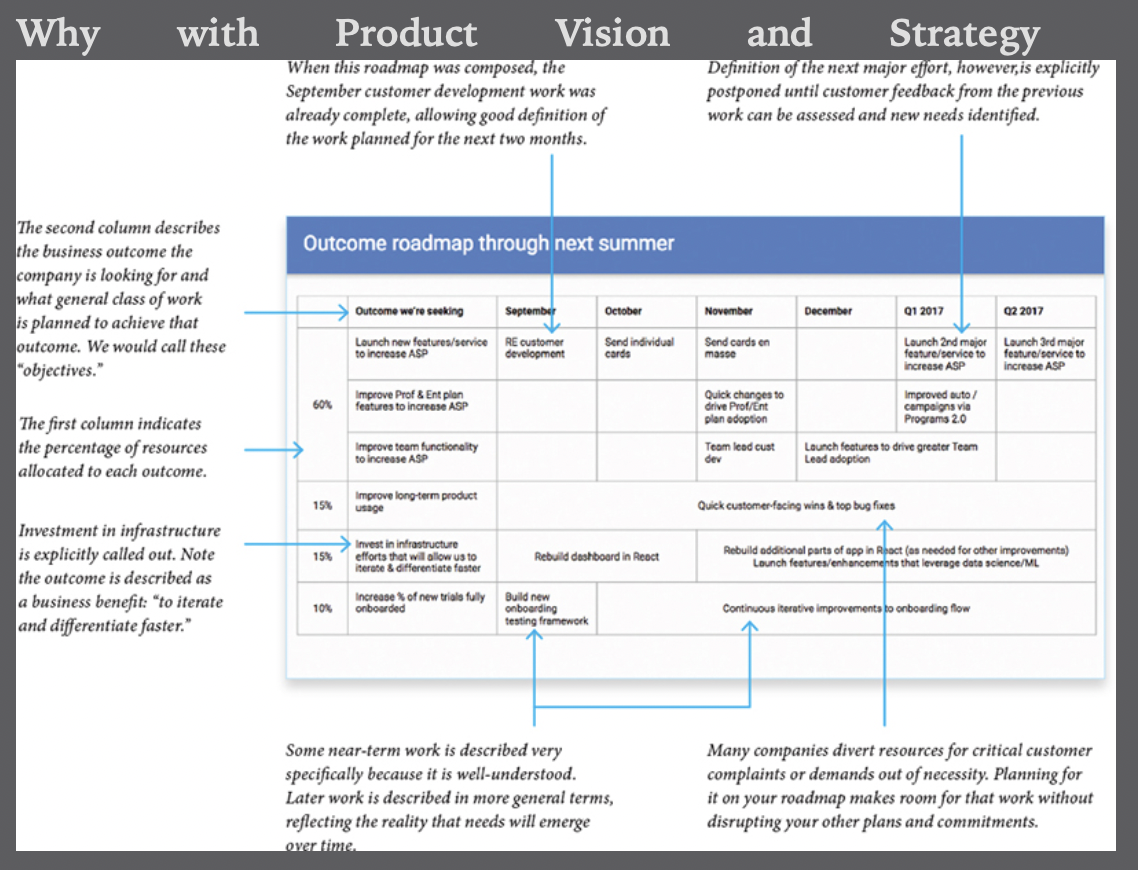 Why with Product Vision and Strategy
When this roadmap was composed, the
September customer development work was
already complete, allowing good definition of
the work planned for the next two months.
Definition of the next major effort, however,is explicitly
postponed until customer feedback from the previous
work can be assessed and new needs identified.
The second column describes
the business outcome the
company is looking for and
what general class of work
is planned to achieve that
outcome. We would call these
“objectives.”
The first column indicates
the percentage of resources
allocated to each outcome.
Investment in infrastructure
is explicitly called out. Note
the outcome is described as
a business benefit: “to iterate
and differentiate faster.”
Outcome roadmap through next summer
Outcome we're seeking
September
October
November
December
Q1 2017
Q2 2017
60%
Launch new features/service
to increase ASP
RE customer
development
Send individual
cards
Send cards en
masse
Launch 2nd major
feature/service to
increase ASP
Launch 3rd major
feature/service to
increase ASP
Improve Prof & Ent plan
features to increase ASP
Quick changes to
drive Prof/Ent
plan adoption
Improved auto /
campaigns via
Programs 2.0
Improve team functionality
to increase ASP
Team lead cust
dev
Launch features to drive greater Team
Lead adoption
15%
Improve long-term product
usage
Quick customer-facing wins & top bug fixes
15%
Invest in infrastructure
efforts that will allow us to
iterate & differentiate faster
Rebuild dashboard in React
Rebuild additional parts of app in React (as needed for other improvements)
Launch features/enhancements that leverage data science/ML
10%
Increase % of new trials fully
onboarded
Build new
onboarding
testing framework
Continuous iterative improvements to onboarding flow
Some near-term work is described very
specifically because it is well-understood.
Later work is described in more general terms,
reflecting the reality that needs will emerge
over time.
Many companies divert resources for critical customer
complaints or demands out of necessity. Planning for
it on your roadmap makes room for that work without
disrupting your other plans and commitments.